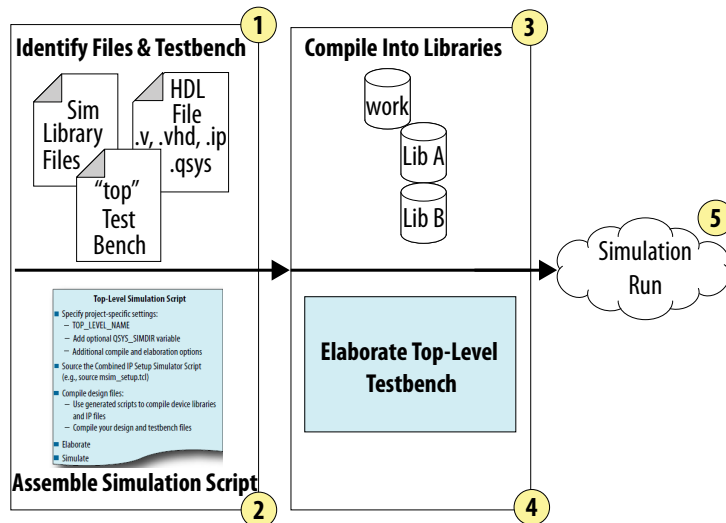 1
Identify Files & Testbench
Sim
Library
Files
HDL
File
.v, .vhd, .ip
.qsys
“top”
Test
Bench
Top-Level Simulation Script
■ Specify project-specific settings:
– TOP_LEVEL_NAME
– Add optional QSYS_SIMDIR variable
– Additional compile and elaboration options
■ Source the Combined IP Setup Simulator Script
(e.g., source msim_setup.tcl)
■ Compile design files:
– Use generated scripts to compile device libraries
and IP files
– Compile your design and testbench files
■ Elaborate
■ Simulate
Assemble Simulation Script
2
3
Compile Into Libraries
work
Lib A
Lib B
Elaborate Top-Level
Testbench
4
5
Simulation
Run